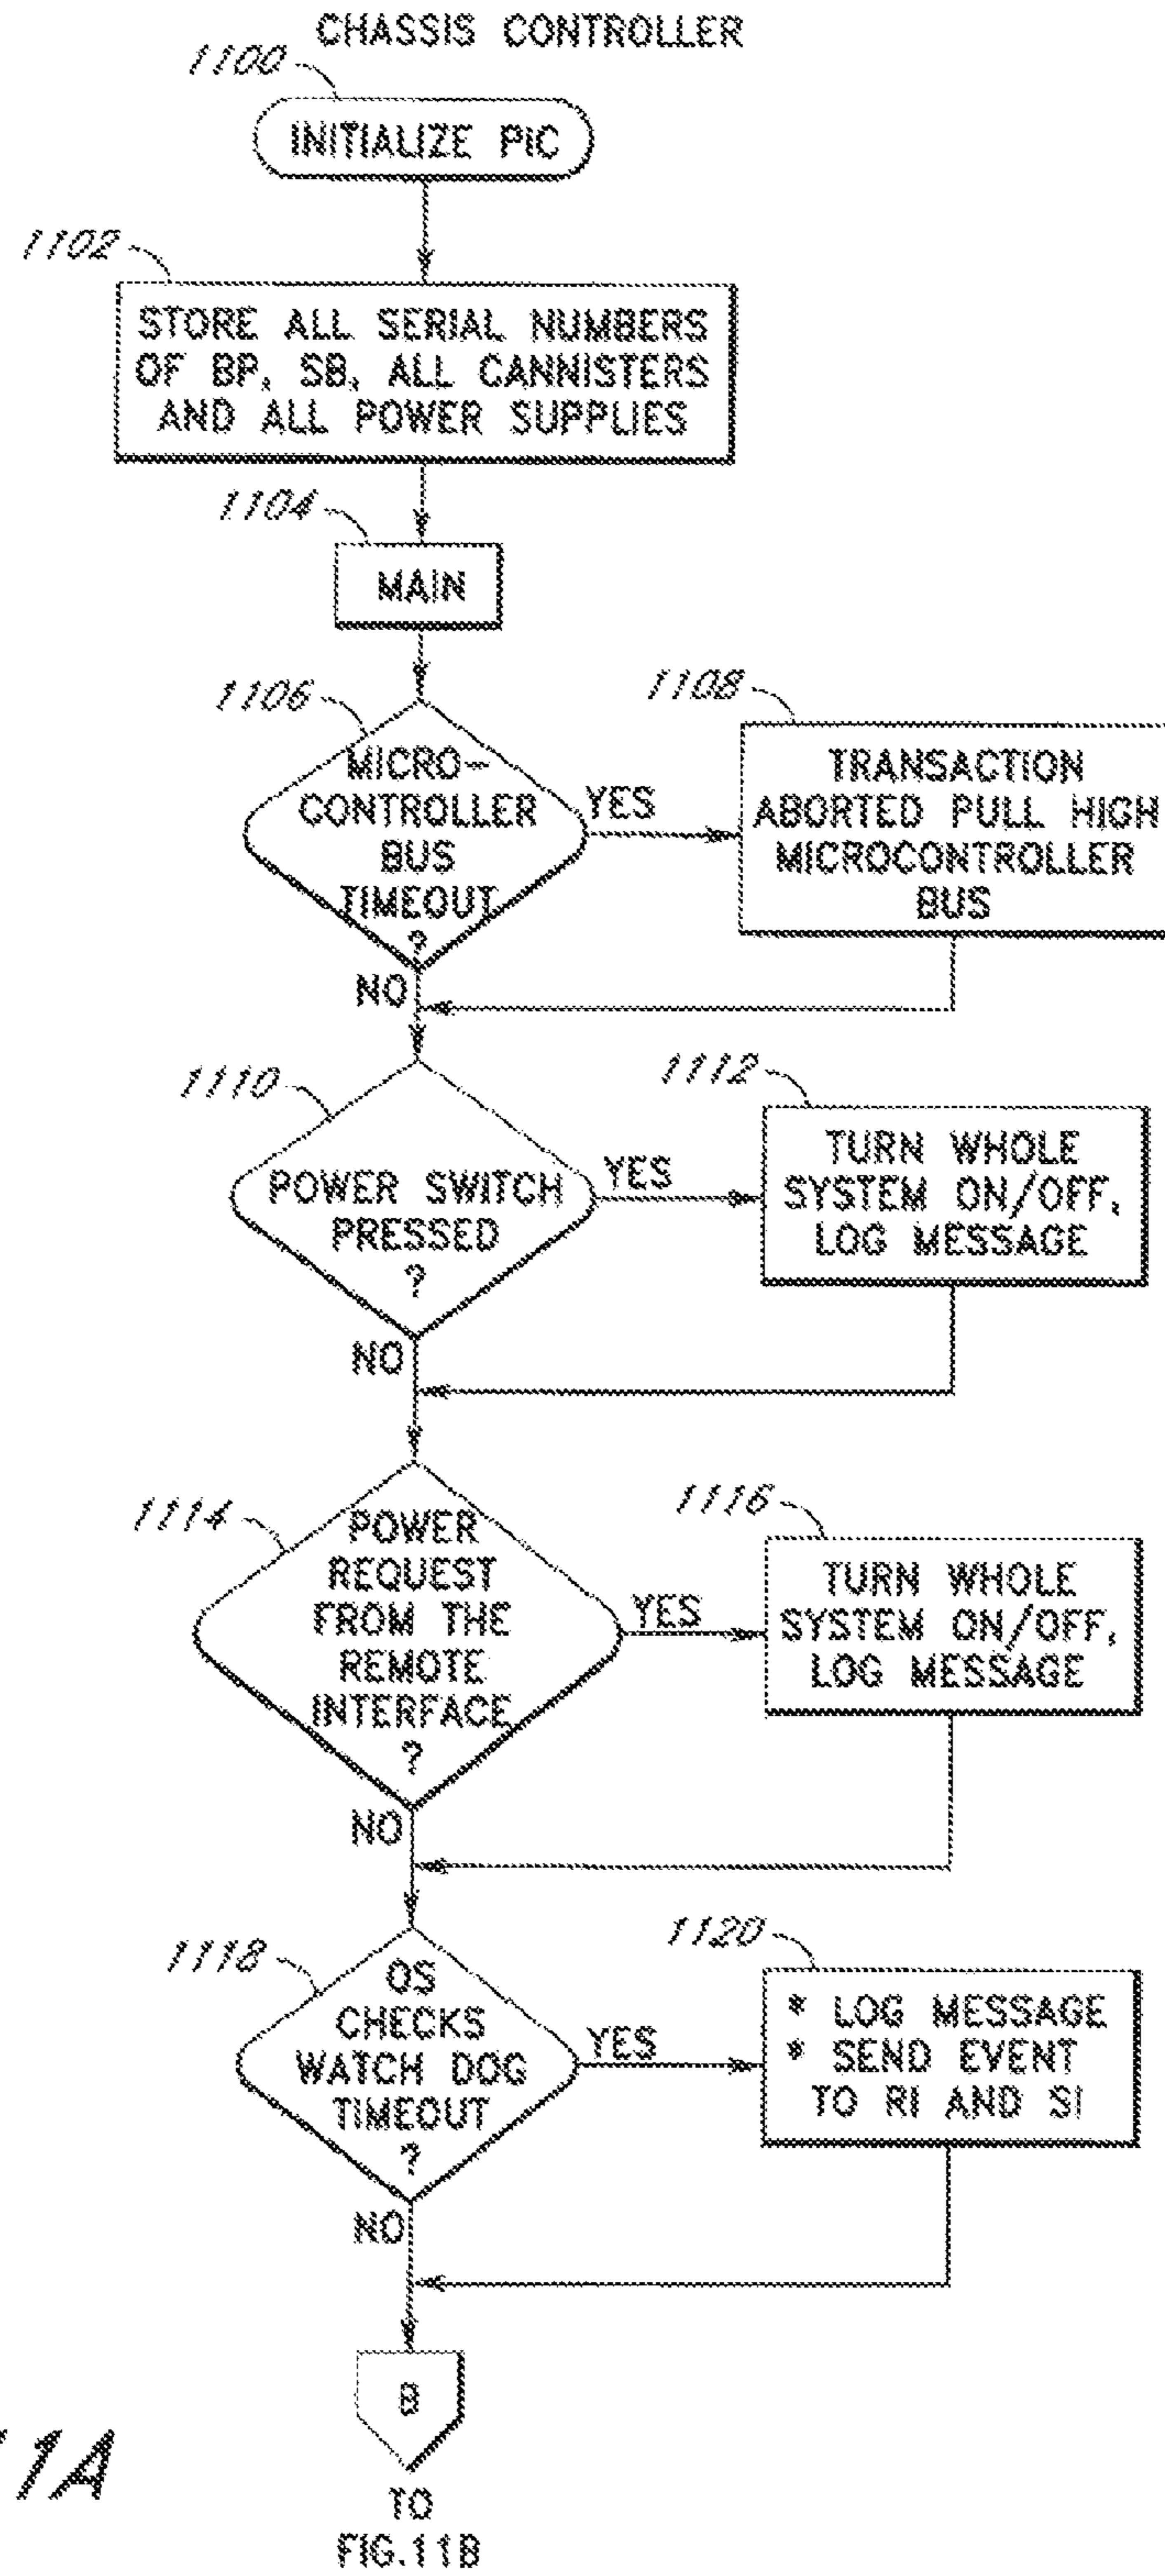 CHASSIS CONTROLLER
1100
INITIALIZE PIC
1102
STORE ALL SERIAL NUMBERS
OF BP, SB, ALL CANNISTERS
AND ALL POWER SUPPLIES
1104
MAIN
1106
MICRO-
CONTROLLER
BUS
TIMEOUT
?
YES
NO
1108
TRANSACTION
ABORTED PULL HIGH
MICROCONTROLLER
BUS
1110
POWER SWITCH
PRESSED
?
YES
NO
1112
TURN WHOLE
SYSTEM ON/OFF,
LOG MESSAGE
1114
POWER
REQUEST
FROM THE
REMOTE
INTERFACE
?
YES
NO
1116
TURN WHOLE
SYSTEM ON/OFF,
LOG MESSAGE
1118
OS
CHECKS
WATCH DOG
TIMEOUT
?
YES
NO
1120
* LOG MESSAGE
* SEND EVENT
TO RI AND SI
B
TO
FIG.11B
11A